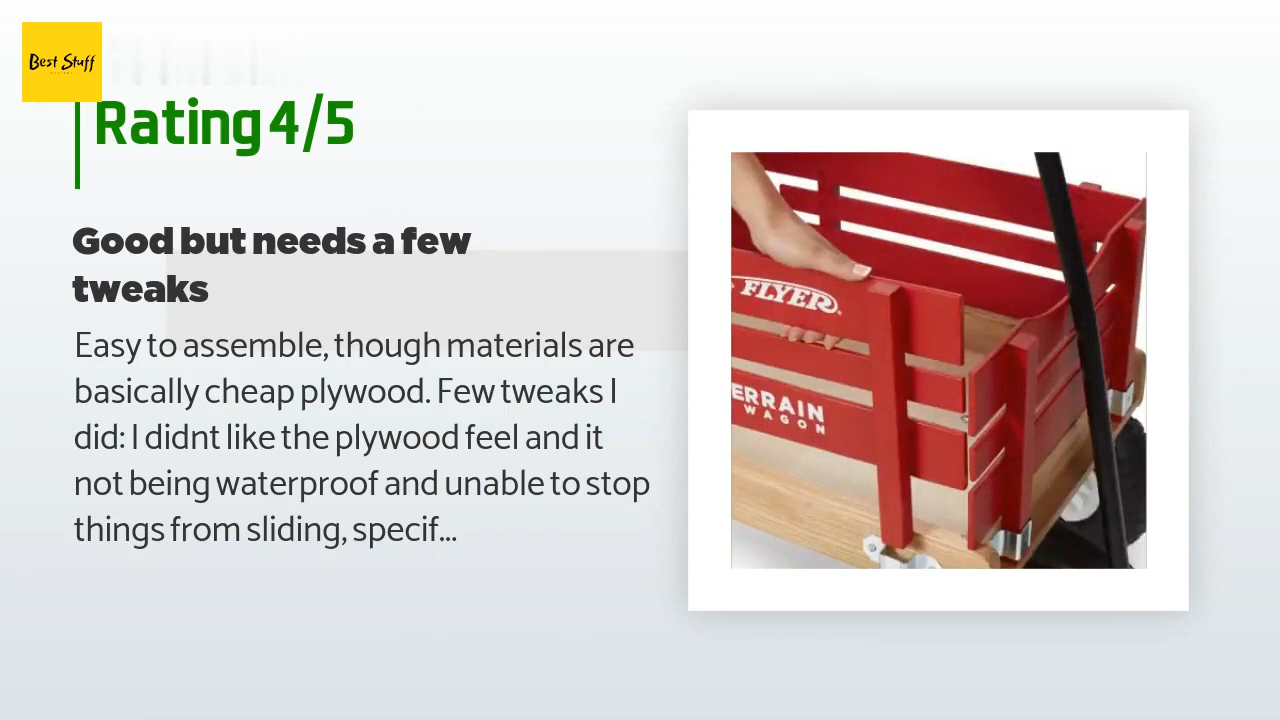 Best Stuff
Rating 4/5
Good but needs a few
tweaks
Easy to assemble, though materials are
basically cheap plywood. Few tweaks I
did: I didnt like the plywood feel and it
not being waterproof and unable to stop
things from sliding, specif...
FLYER
ERRAIN
WAGON